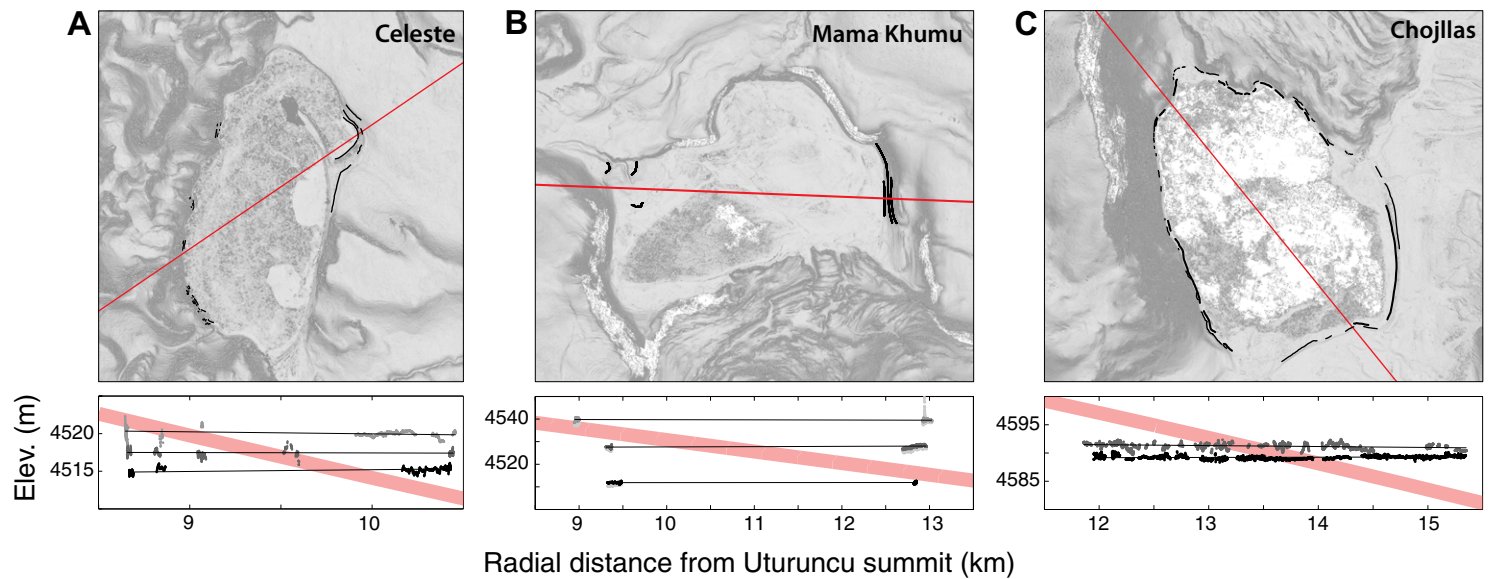 A
Celeste
B
Mama Khumu
C
Chojllas
Elev. (m)
4520
4515
9
10
4540
4520
9
10
11
12
13
4595
4585
12
13
14
15
Radial distance from Uturuncu summit (km)